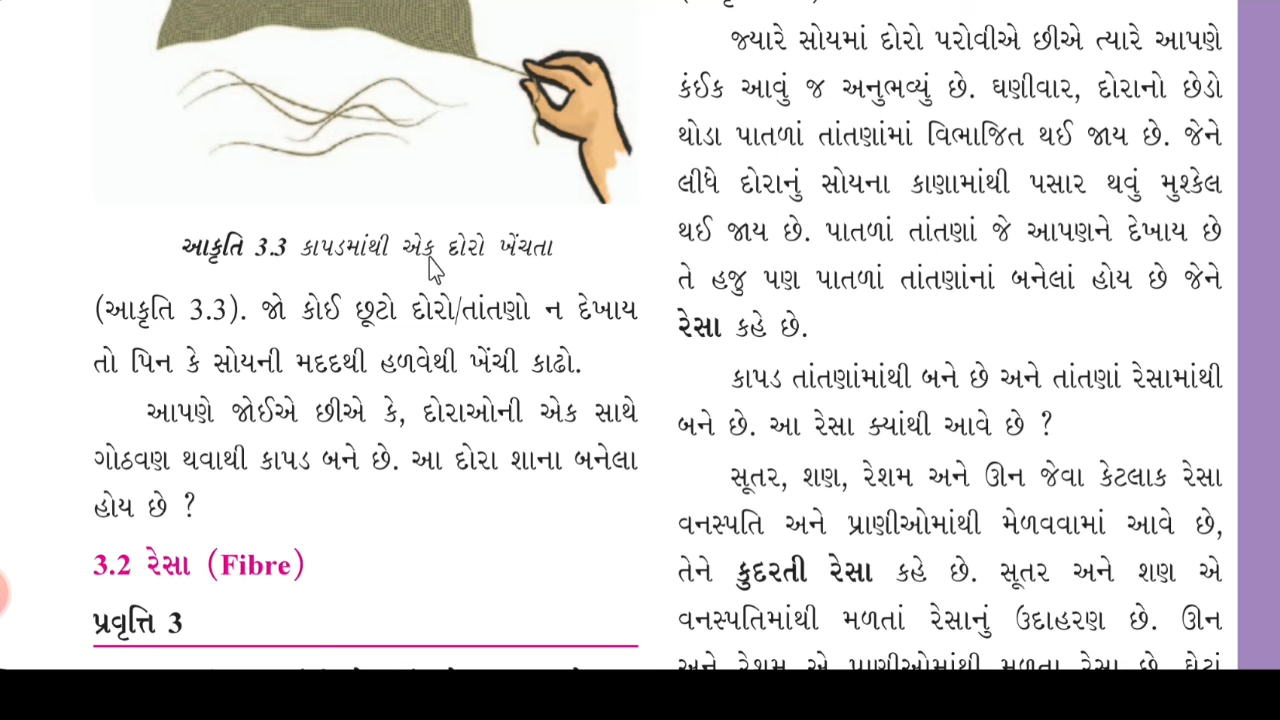 આકૃતિ 3.3 કાપડમાંથી એક દોરો ખેંચતા
(આકૃતિ 3.3). જો કોઈ છૂટો દોરો/તાંતણો ન દેખાય
તો પિન કે સોયની મદદથી હળવેથી ખેંચી કાઢો.
આપણે જોઈએ છીએ કે, દોરાઓની એક સાથે
ગોઠવણ થવાથી કાપડ બને છે. આ દોરા શાના બનેલા
હોય છે ?
3.2 રેસા (Fibre)
પ્રવૃત્તિ 3
જ્યારે સોયમાં દોરો પરોવીએ છીએ ત્યારે આપણે
કંઈક આવું જ અનુભવ્યું છે. ઘણીવાર, દોરાનો છેડો
થોડા પાતળાં તાંતણાંમાં વિભાજિત થઈ જાય છે. જેને
લીધે દોરાનું સોયના કાણામાંથી પસાર થવું મુશ્કેલ
થઈ જાય છે. પાતળાં તાંતણાં જે આપણને દેખાય છે
તે હજુ પણ પાતળાં તાંતણાંનાં બનેલાં હોય છે જેને
રેસા કહે છે.
કાપડ તાંતણાંમાંથી બને છે અને તાંતણાં રેસામાંથી
બને છે. આ રેસા ક્યાંથી આવે છે ?
સૂતર, શણ, રેશમ અને ઊન જેવા કેટલાક રેસા
વનસ્પતિ અને પ્રાણીઓમાંથી મેળવવામાં આવે છે,
તેને કુદરતી રેસા કહે છે. સૂતર અને શણ એ
વનસ્પતિમાંથી મળતાં રેસાનું ઉદાહરણ છે. ઊન
અને રેશમ એ પ્રાણીઓમાંથી મળતા રેસા છે. ઘેટાં